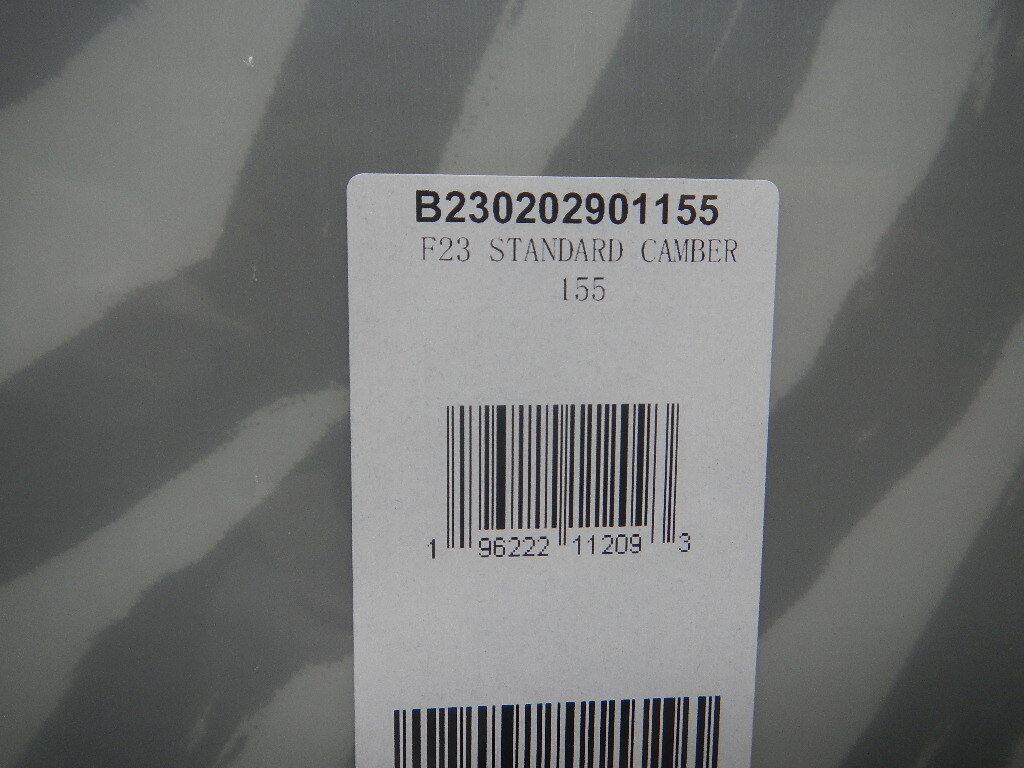 B230202901155
F23 STANDARD CAMBER
155
1 96222 11209 3